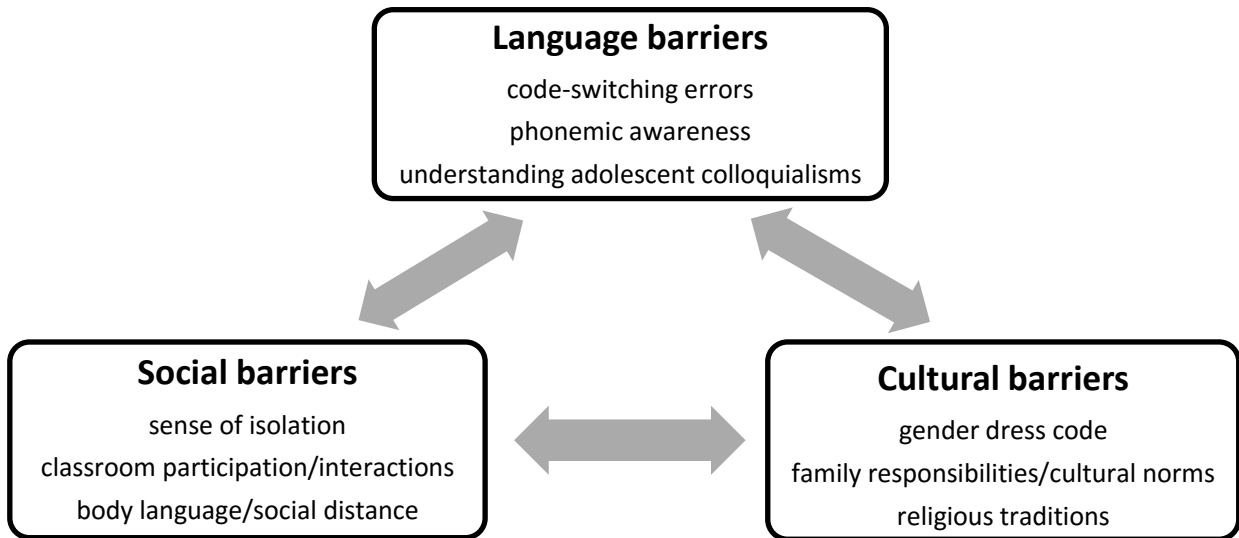 Language barriers
code-switching errors
phonemic awareness
understanding adolescent colloquialisms
Social barriers
sense of isolation
classroom participation/interactions
body language/social distance
Cultural barriers
gender dress code
family responsibilities/cultural norms
religious traditions